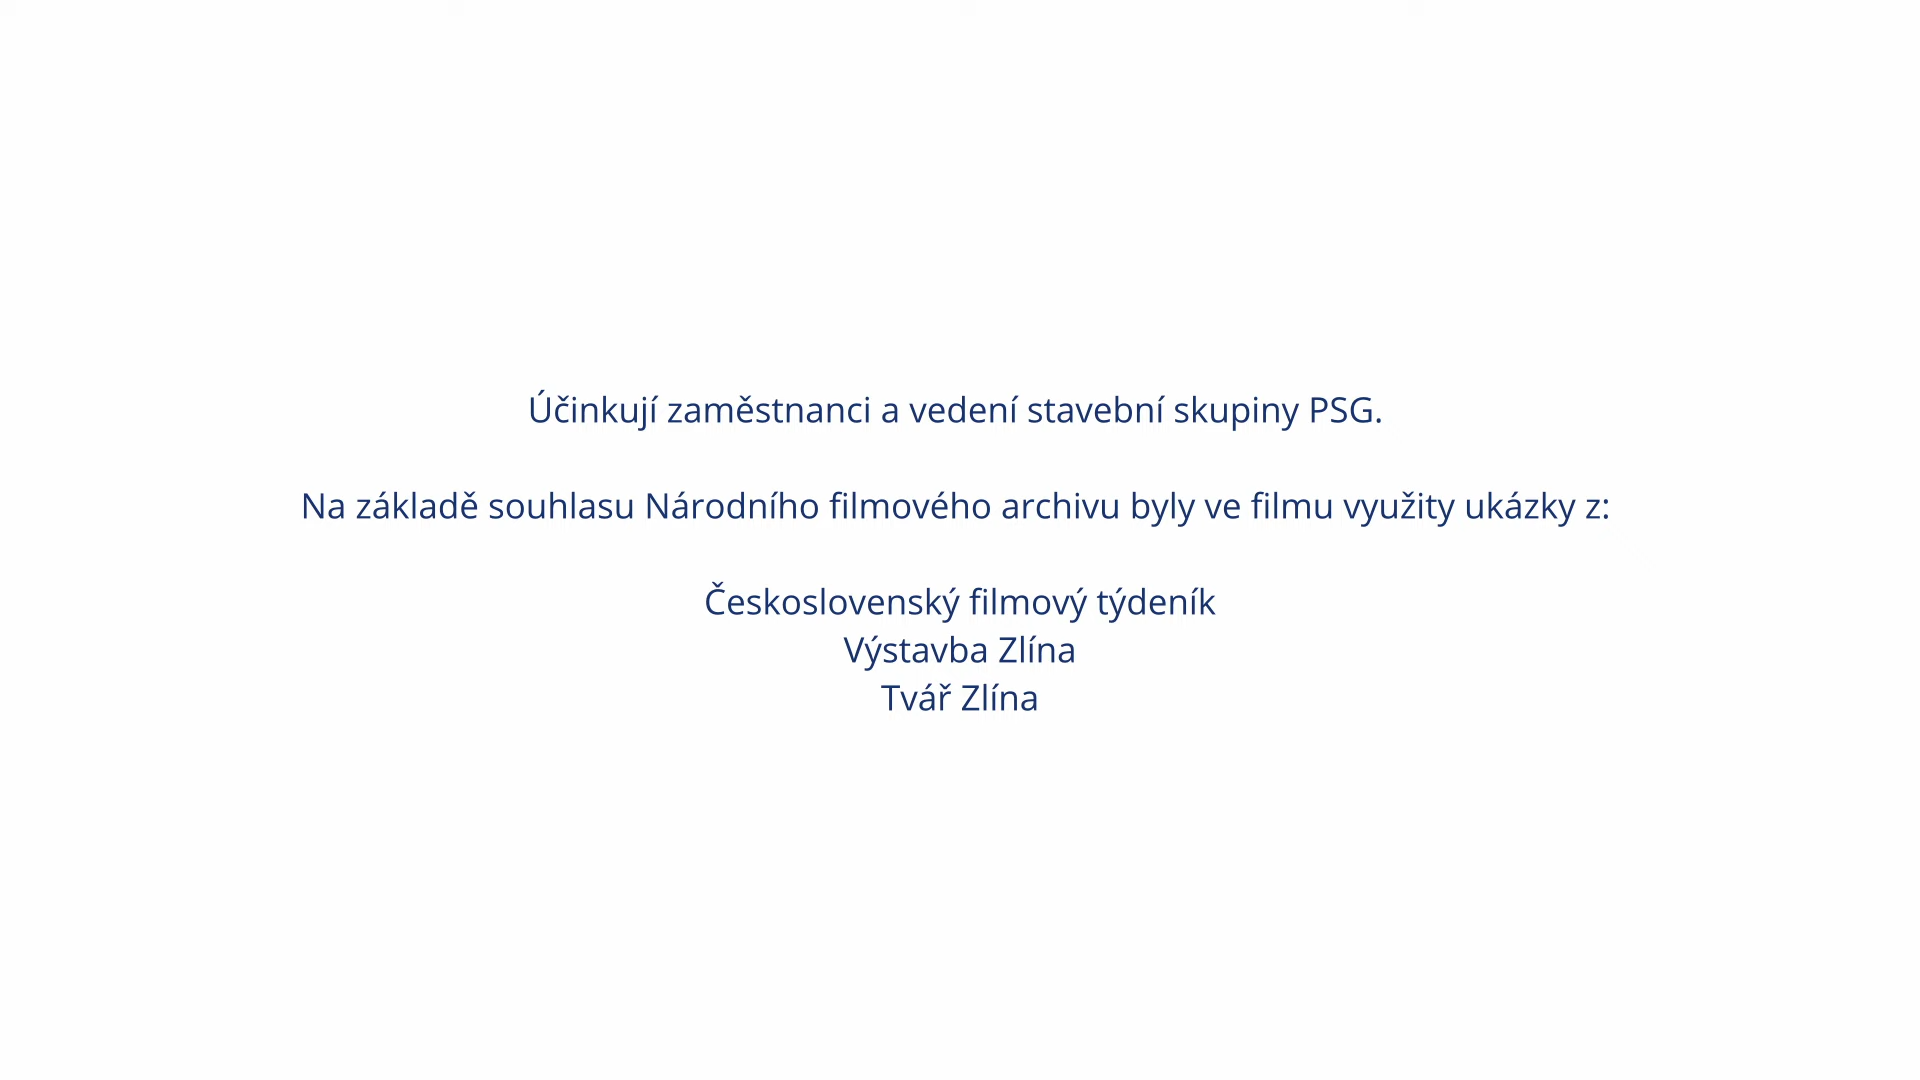 Účinkují zaměstnanci a vedení stavební skupiny PSG.
Na základě souhlasu Národního filmového archivu byly ve filmu využity ukázky z:
Československý filmový týdeník
Výstavba Zlína
Tvář Zlína